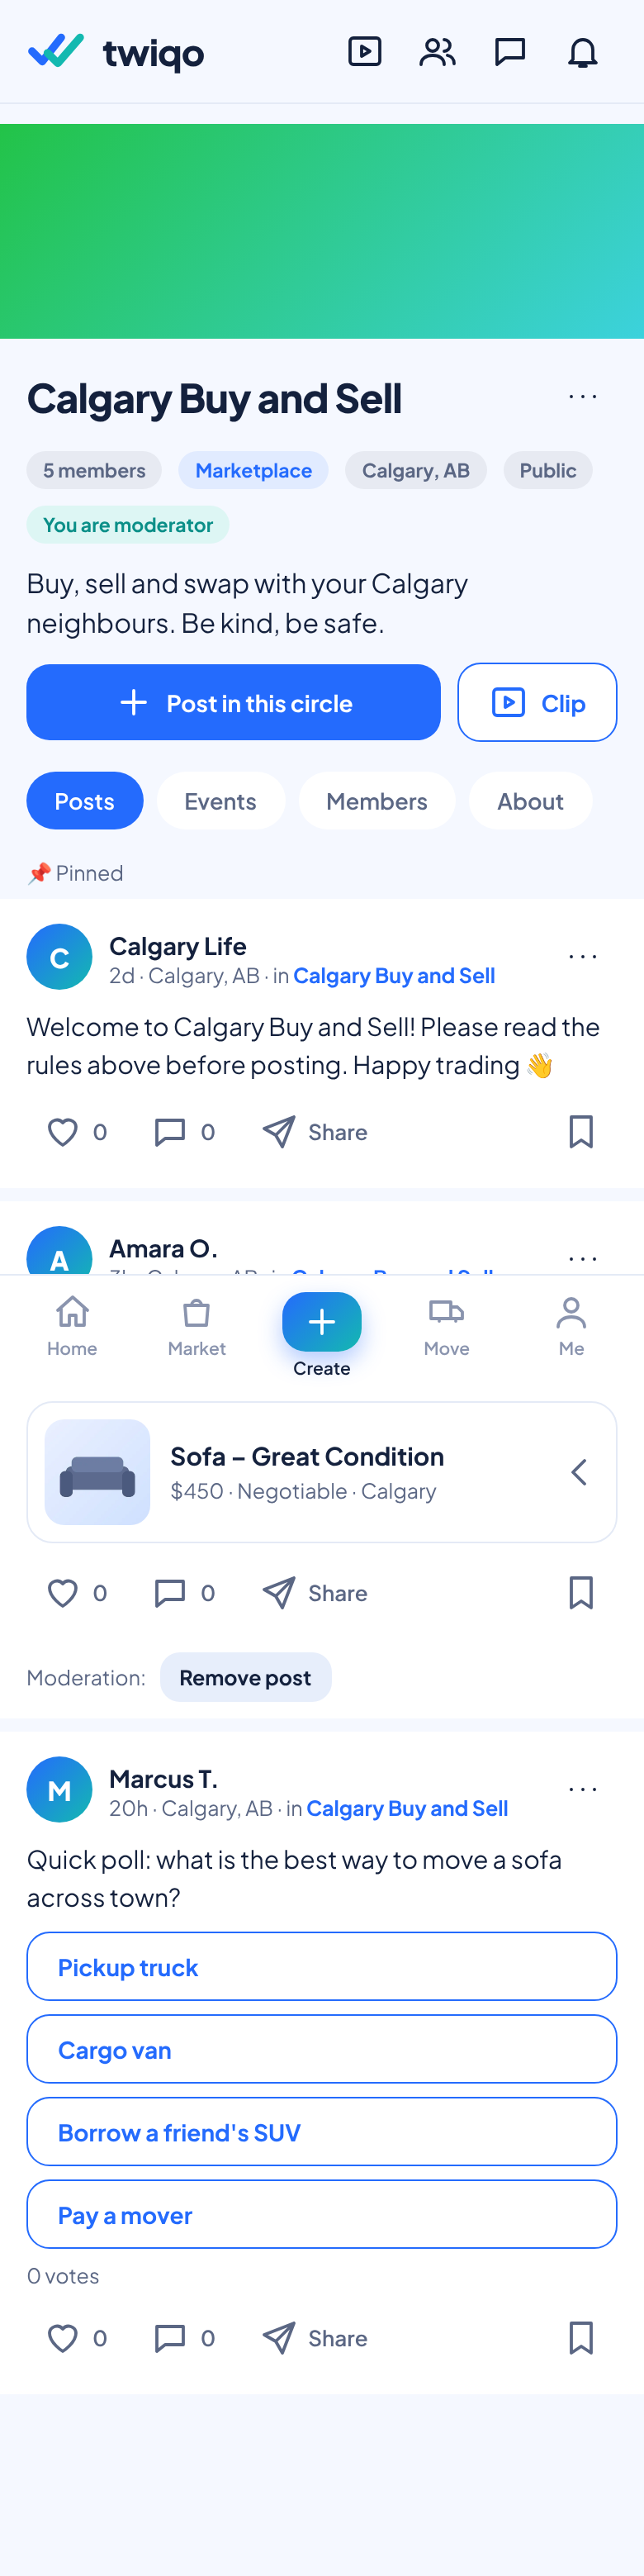 twiqo
Calgary Buy and Sell
5 members
Marketplace
Calgary, AB
Public
You are moderator
Buy, sell and swap with your Calgary
neighbours. Be kind, be safe.
Post in this circle
Clip
Posts
Events
Members
About
📌 Pinned
C
Calgary Life
2d · Calgary, AB · in Calgary Buy and Sell
Welcome to Calgary Buy and Sell! Please read the
rules above before posting. Happy trading 👋
0
0
Share
A
Amara O.
Home
Market
Create
Move
Me
Sofa – Great Condition
$450 · Negotiable · Calgary
0
0
Share
Moderation:
Remove post
M
Marcus T.
20h · Calgary, AB · in Calgary Buy and Sell
Quick poll: what is the best way to move a sofa
across town?
Pickup truck
Cargo van
Borrow a friend's SUV
Pay a mover
0 votes
0
0
Share